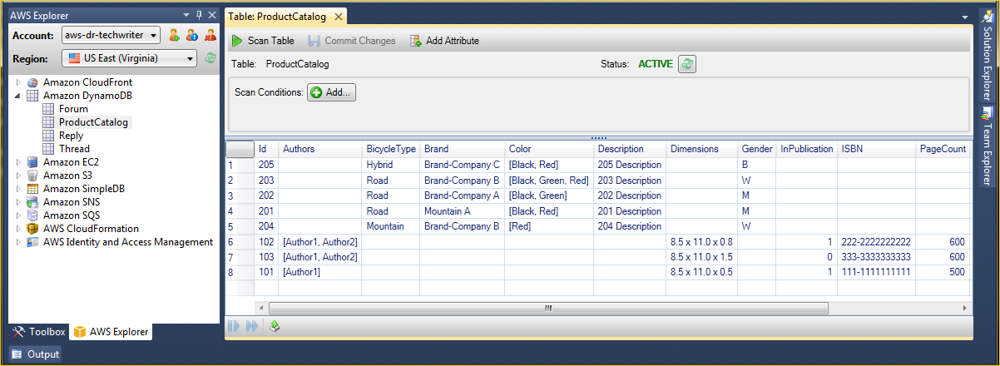 AWS Explorer
Account: aws-dr-techwriter
Region: US East (Virginia)
Amazon CloudFront
Amazon DynamoDB
Forum
ProductCatalog
Reply
Thread
Amazon EC2
Amazon S3
Amazon SimpleDB
Amazon SNS
Amazon SQS
AWS CloudFormation
AWS Identity and Access Management
Toolbox AWS Explorer
Output
Table: ProductCatalog
Scan Table Commit Changes Add Attribute
Table: ProductCatalog Status: ACTIVE
Scan Conditions: Add...
Id Authors BicycleType Brand Color Description Dimensions Gender InPublication ISBN PageCount
1 205 Hybrid Brand-Company C [Black, Red] 205 Description B
2 203 Road Brand-Company B [Black, Green, Red] 203 Description W
3 202 Road Brand-Company A [Black, Green] 202 Description M
4 201 Road Mountain A [Black, Red] 201 Description M
5 204 Mountain Brand-Company B [Red] 204 Description W
6 102 [Author1, Author2] 8.5 x 11.0 x 0.8 1 222-2222222222 600
7 103 [Author1, Author2] 8.5 x 11.0 x 1.5 0 333-3333333333 600
8 101 [Author1] 8.5 x 11.0 x 0.5 1 111-1111111111 500
Solution Explorer
Team Explorer